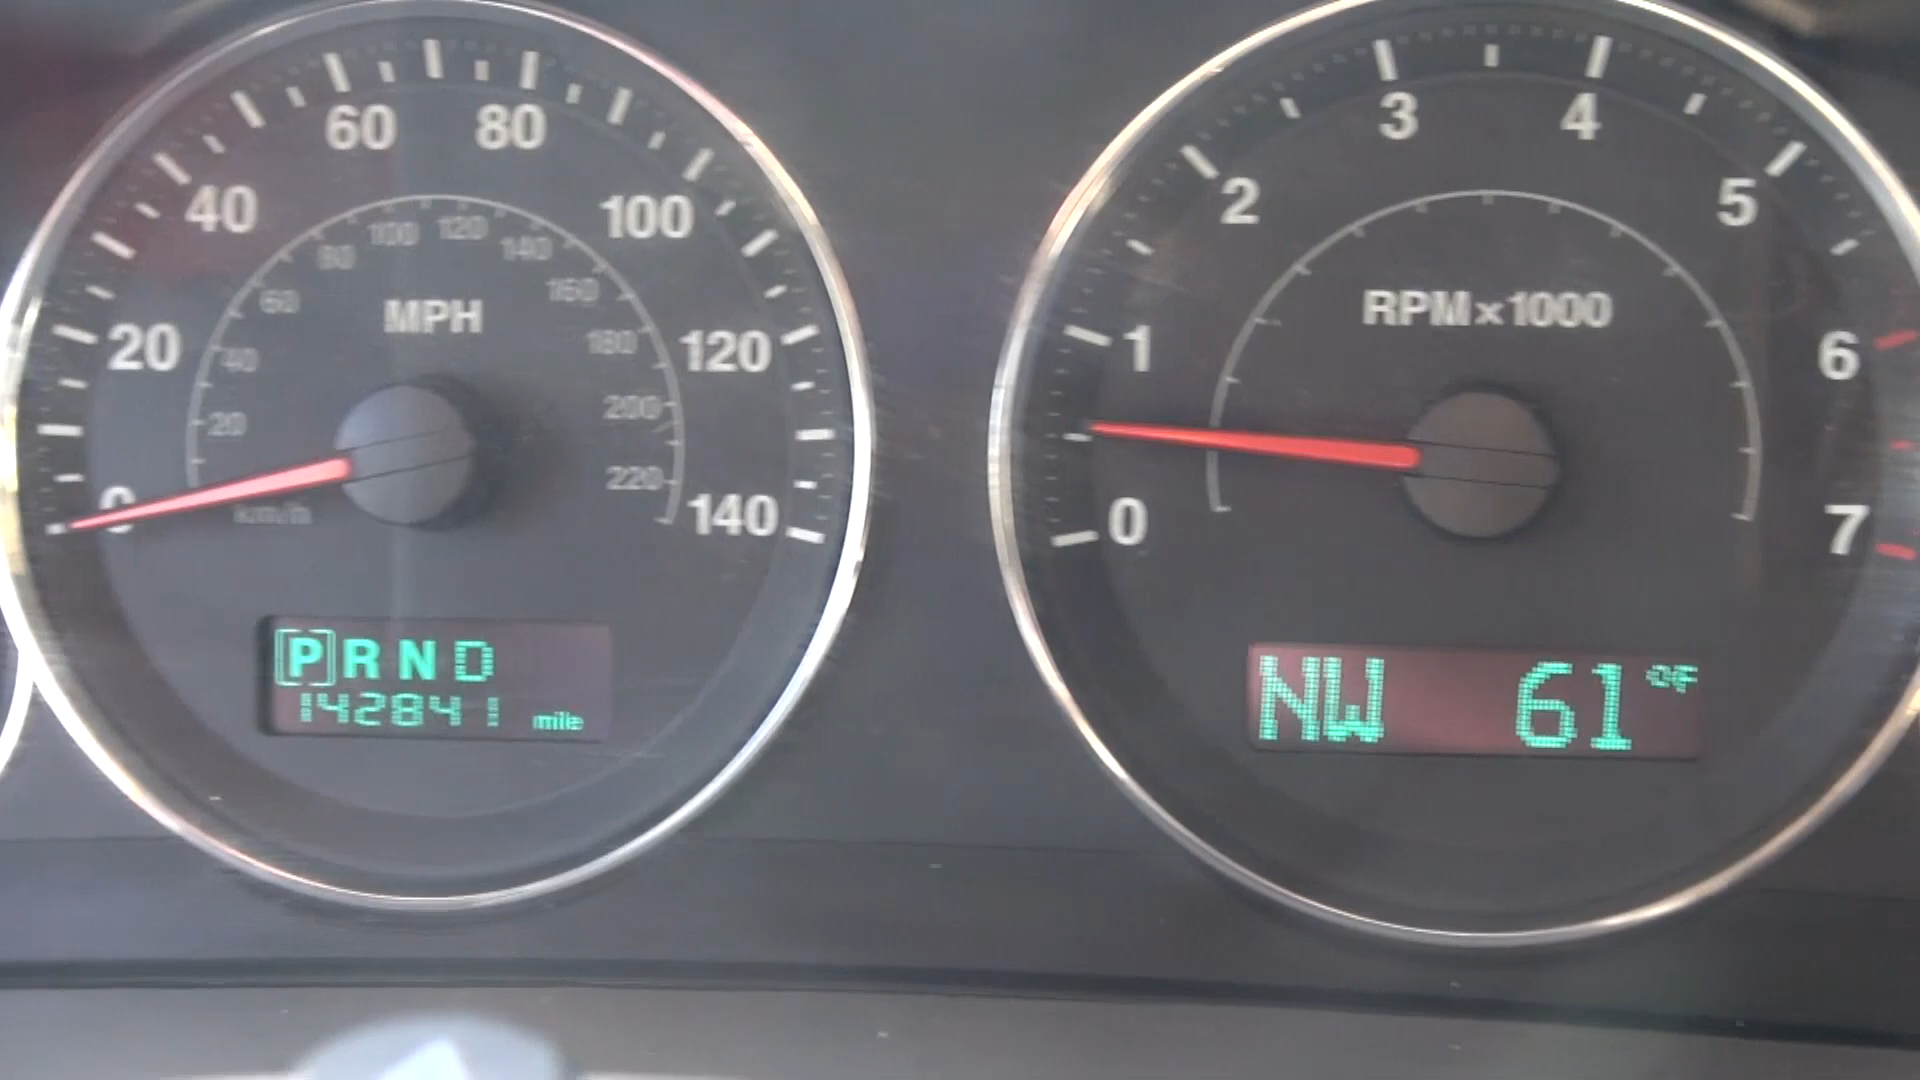 60 80
40 100
20 120
0 140
100 120
80 140
60 160
40 180
20 200
220
km/h
MPH
PRND
142841 mile
3 4
2 5
1 6
0 7
RPM×1000
NW 61°F